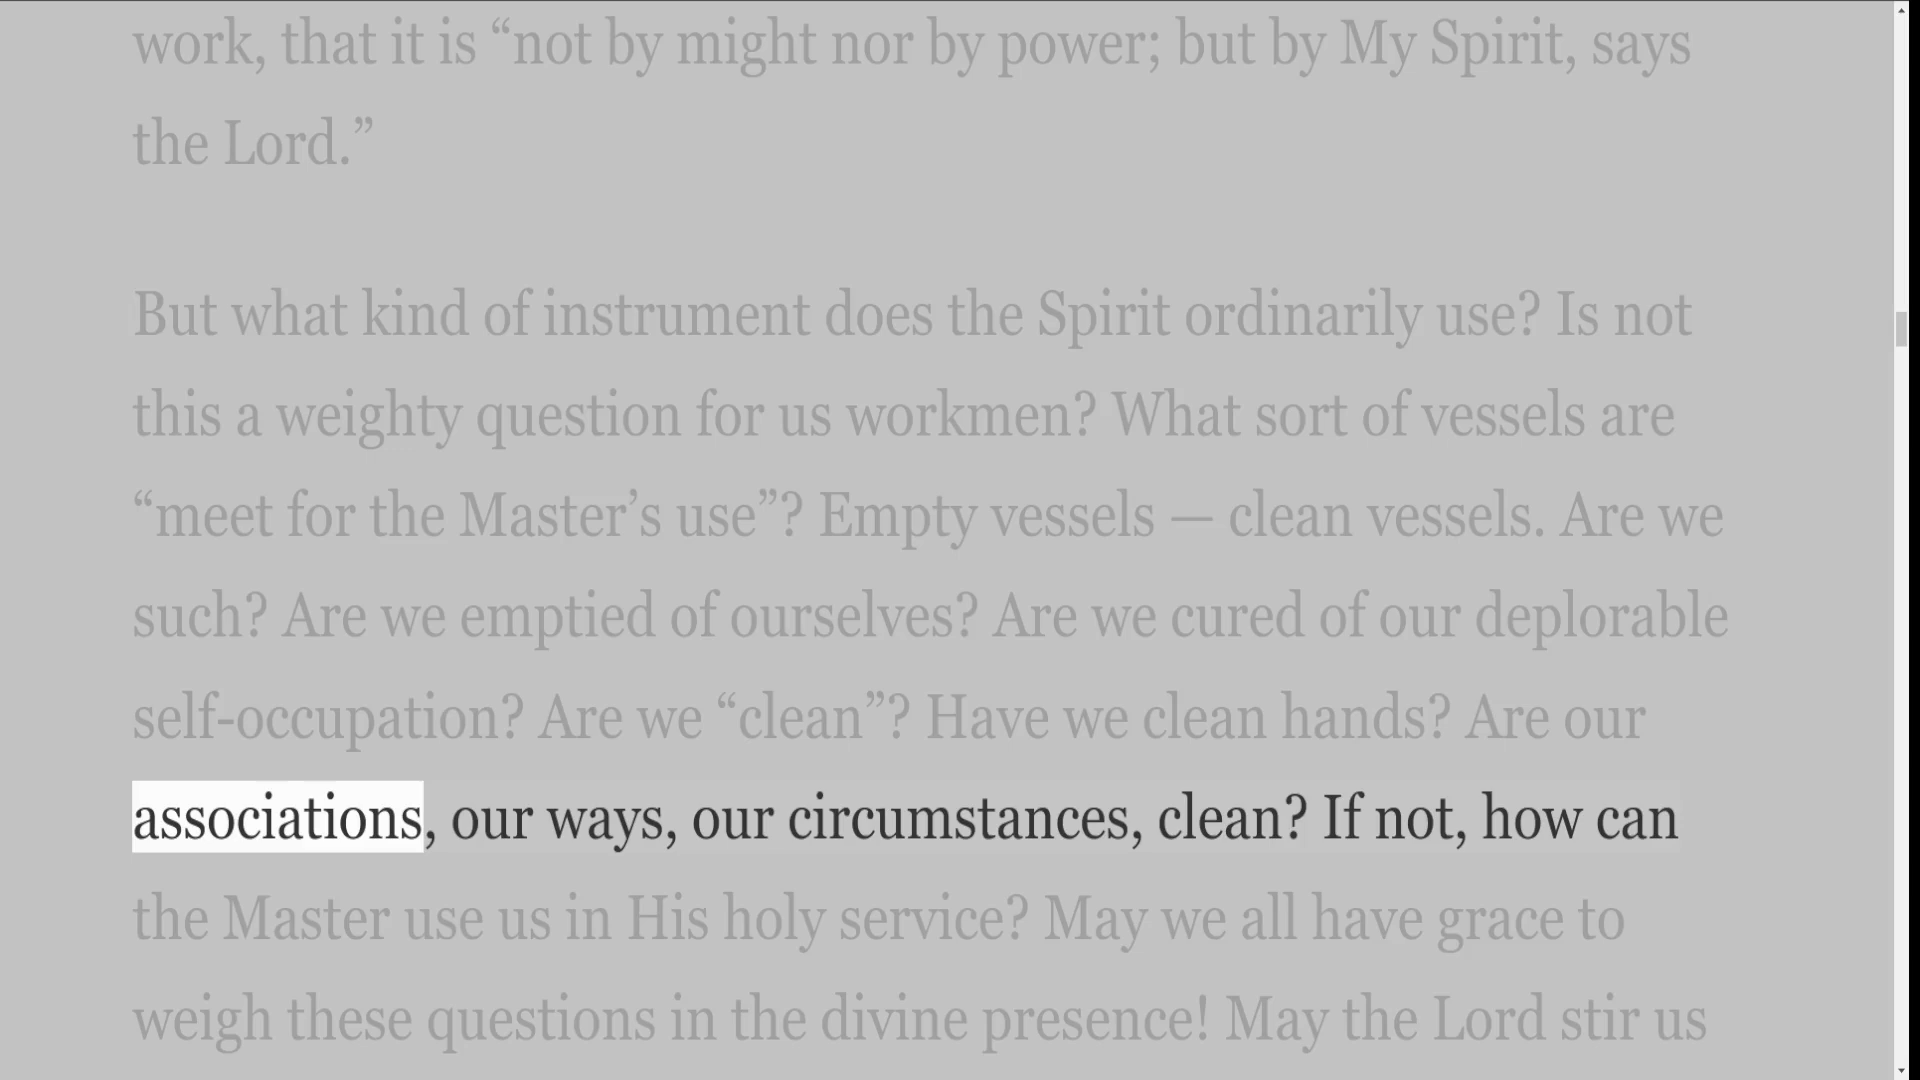 work, that it is “not by might nor by power; but by My Spirit, says
the Lord.”
But what kind of instrument does the Spirit ordinarily use? Is not
this a weighty question for us workmen? What sort of vessels are
“meet for the Master’s use”? Empty vessels — clean vessels. Are we
such? Are we emptied of ourselves? Are we cured of our deplorable
self-occupation? Are we “clean”? Have we clean hands? Are our
associations, our ways, our circumstances, clean? If not, how can
the Master use us in His holy service? May we all have grace to
weigh these questions in the divine presence! May the Lord stir us